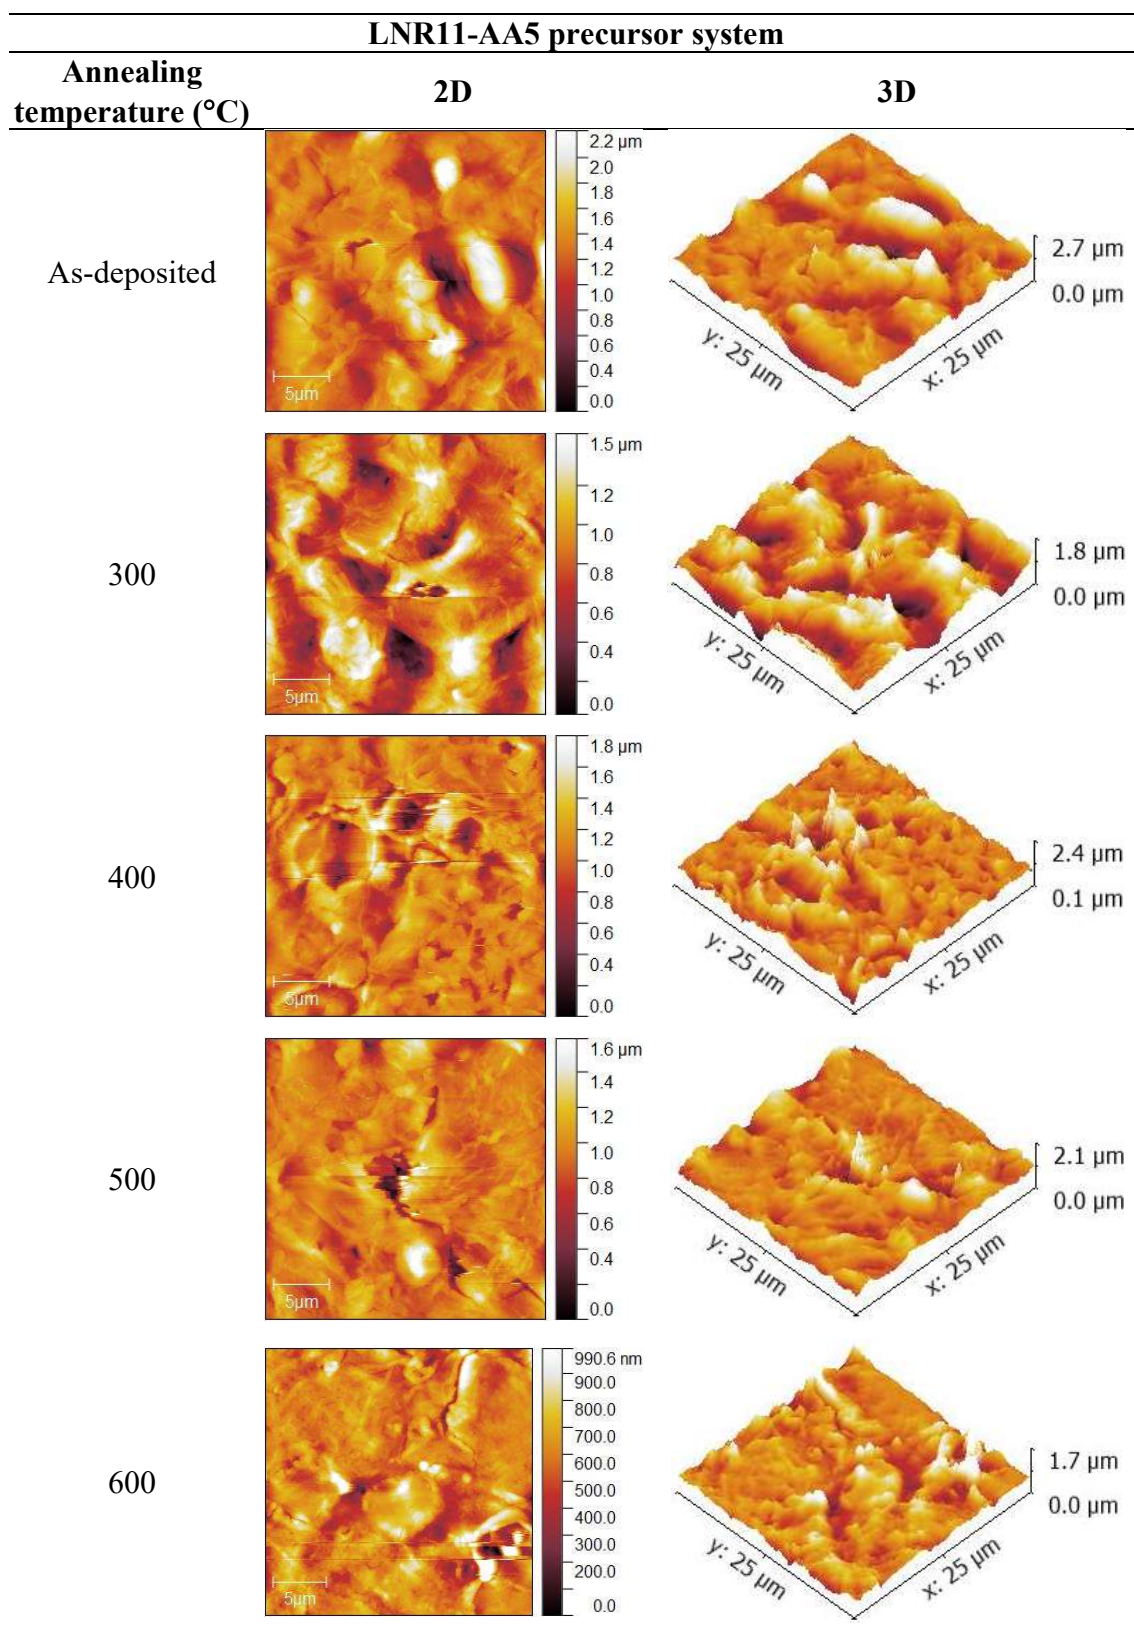 LNR11-AA5 precursor system
Annealing temperature (°C)
2D
3D
As-deposited
5µm
2.2 µm
2.0
1.8
1.6
1.4
1.2
1.0
0.8
0.6
0.4
0.0
2.7 µm
0.0 µm
y: 25 µm
x: 25 µm
300
5µm
1.5 µm
1.2
1.0
0.8
0.6
0.4
0.0
1.8 µm
0.0 µm
y: 25 µm
x: 25 µm
400
5µm
1.8 µm
1.6
1.4
1.2
1.0
0.8
0.6
0.4
0.0
2.4 µm
0.1 µm
y: 25 µm
x: 25 µm
500
5µm
1.6 µm
1.4
1.2
1.0
0.8
0.6
0.4
0.0
2.1 µm
0.0 µm
y: 25 µm
x: 25 µm
600
5µm
990.6 nm
900.0
800.0
700.0
600.0
500.0
400.0
300.0
200.0
0.0
1.7 µm
0.0 µm
y: 25 µm
x: 25 µm